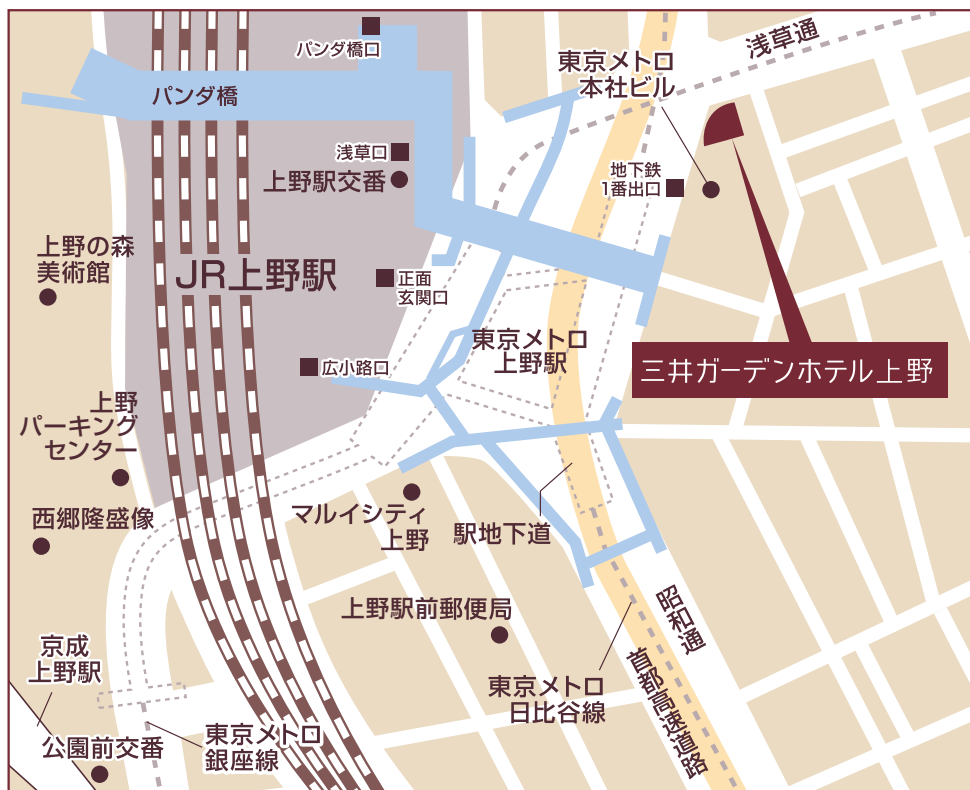 パンダ橋口
浅草通
東京メトロ
本社ビル
パンダ橋
浅草口
上野駅交番
地下鉄
1番出口
上野の森
美術館
JR上野駅
正面
玄関口
東京メトロ
上野駅
広小路口
三井ガーデンホテル上野
上野
パーキング
センター
西郷隆盛像
マルイシティ
上野
駅地下道
上野駅前郵便局
昭和通
京成
上野駅
首都高速道路
東京メトロ
日比谷線
公園前交番
東京メトロ
銀座線